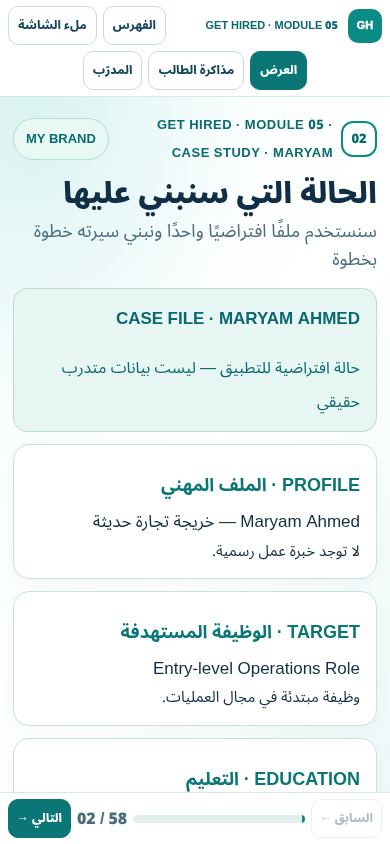 GH
GET HIRED · MODULE 05
الفهرس
ملء الشاشة
العرض
مذاكرة الطالب
المدرّب
02
GET HIRED · MODULE 05 ·
CASE STUDY · MARYAM
MY BRAND
الحالة التي سنبني عليها
سنستخدم ملفًا افتراضيًا واحدًا ونبني سيرته خطوة
بخطوة
CASE FILE · MARYAM AHMED
حالة افتراضية للتطبيق — ليست بيانات متدرب
حقيقي
PROFILE · الملف المهني
Maryam Ahmed — خريجة تجارة حديثة
لا توجد خبرة عمل رسمية.
TARGET · الوظيفة المستهدفة
Entry-level Operations Role
وظيفة مبتدئة في مجال العمليات.
EDUCATION · التعليم
السابق ←
02 / 58
التالي →